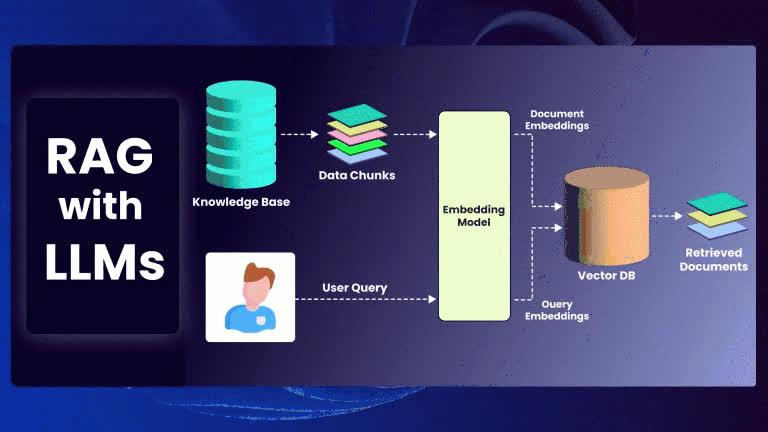 RAG
with
LLMs
Knowledge Base
Data Chunks
User Query
Embedding
Model
Document
Embeddings
Ouery
Embeddings
Vector DB
Retrieved
Documents